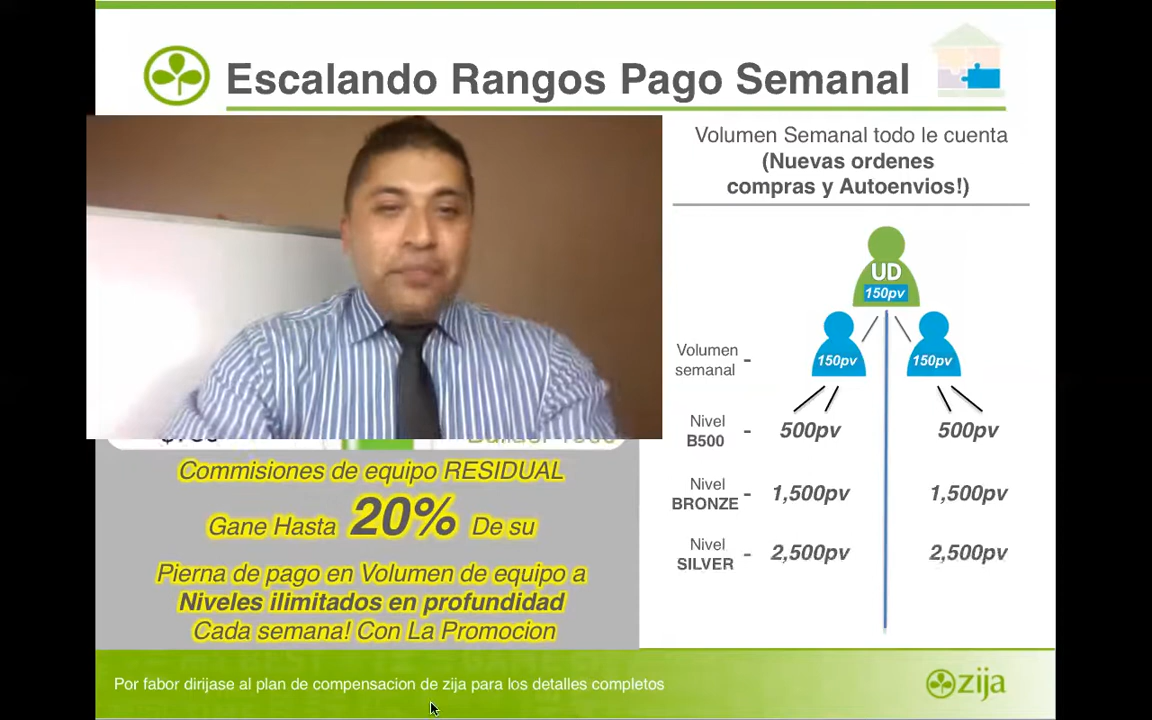 Escalando Rangos Pago Semanal
Volumen Semanal todo le cuenta
(Nuevas ordenes
compras y Autoenvios!)
UD
150pv
Volumen
semanal -
150pv
150pv
Nivel
B500 - 500pv 500pv
Nivel
BRONZE - 1,500pv 1,500pv
Nivel
SILVER - 2,500pv 2,500pv
Commisiones de equipo RESIDUAL
Gane Hasta 20% De su
Pierna de pago en Volumen de equipo a
Niveles ilimitados en profundidad
Cada semana! Con La Promocion
Por fabor dirijase al plan de compensacion de zija para los detalles completos
zija